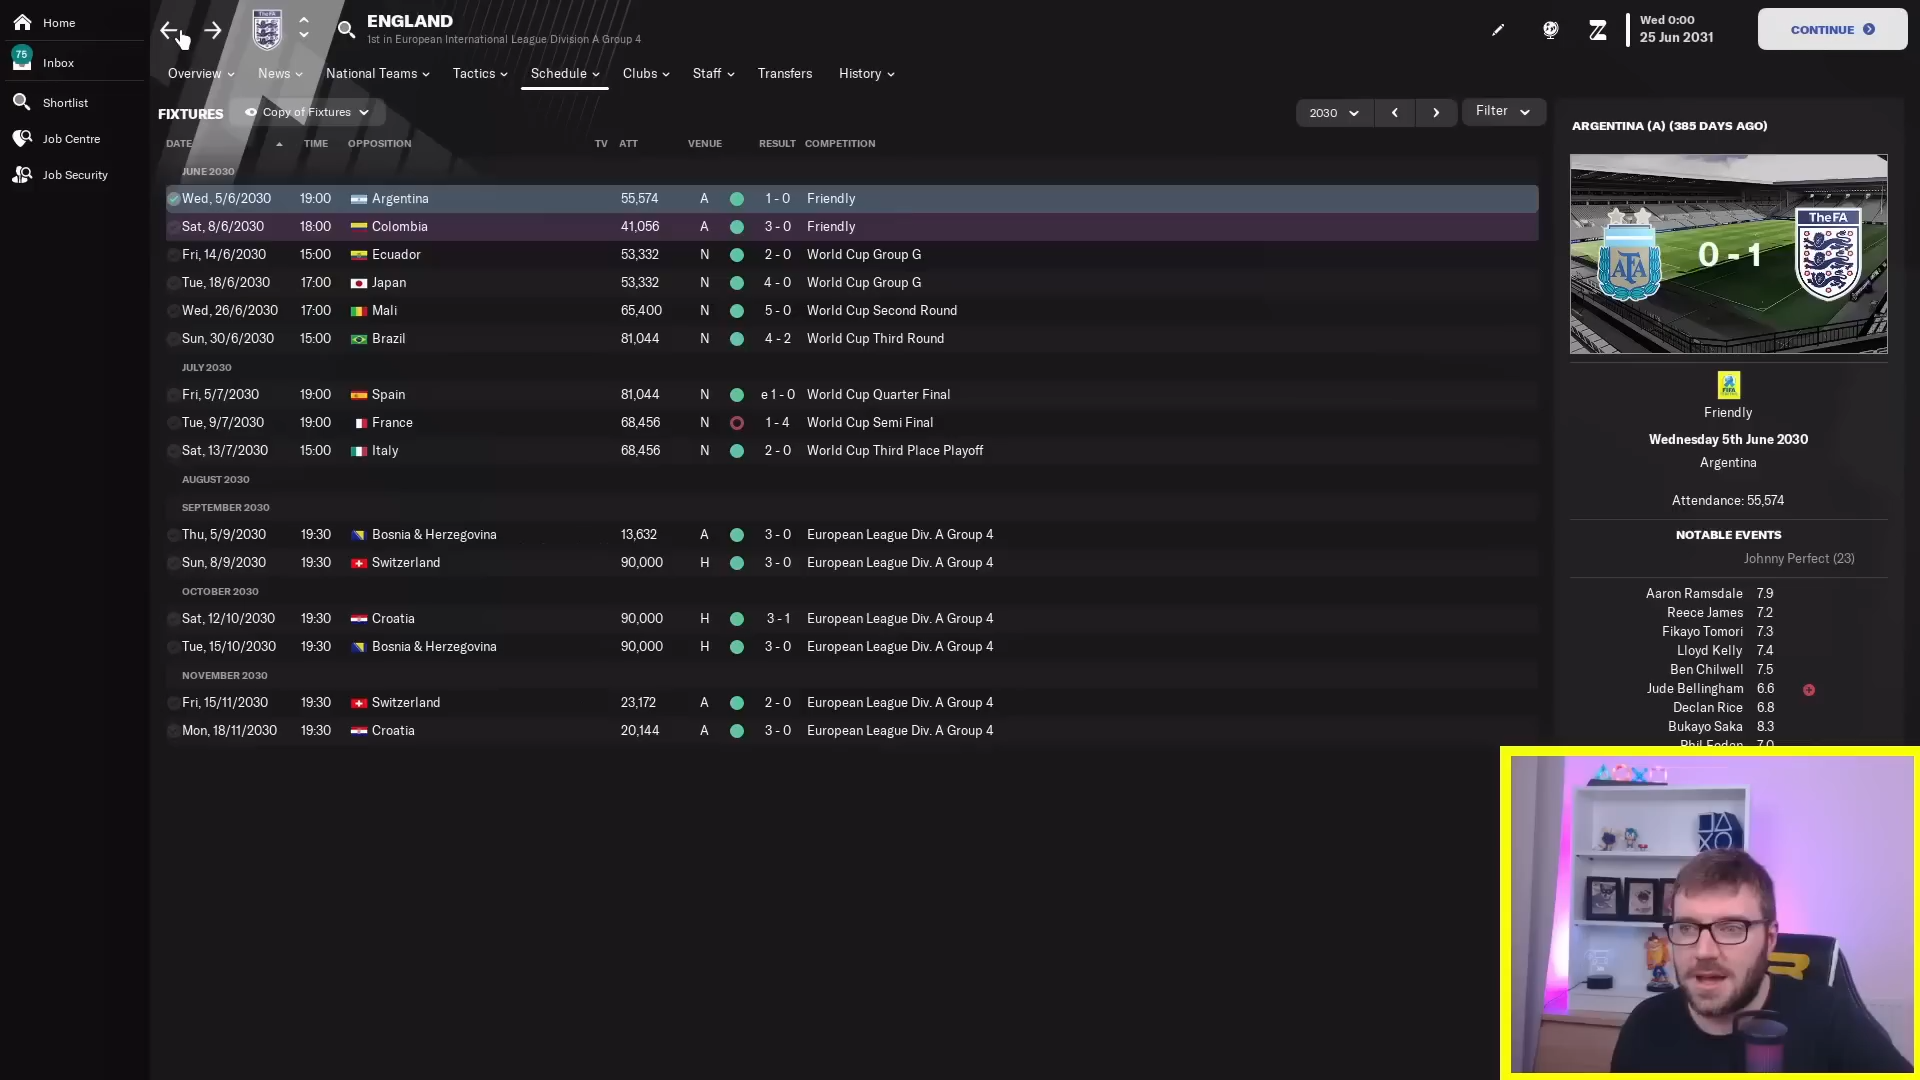 Home
75
Inbox
Shortlist
Job Centre
Job Security
The FA
ENGLAND
1st in European International League Division A Group 4
Wed 0:00
25 Jun 2031
CONTINUE
Overview News National Teams Tactics Schedule Clubs Staff Transfers History
FIXTURES Copy of Fixtures 2030 Filter
DATE TIME OPPOSITION TV ATT VENUE RESULT COMPETITION
JUNE 2030
Wed, 5/6/2030 19:00 Argentina 55,574 A 1 - 0 Friendly
Sat, 8/6/2030 18:00 Colombia 41,056 A 3 - 0 Friendly
Fri, 14/6/2030 15:00 Ecuador 53,332 N 2 - 0 World Cup Group G
Tue, 18/6/2030 17:00 Japan 53,332 N 4 - 0 World Cup Group G
Wed, 26/6/2030 17:00 Mali 65,400 N 5 - 0 World Cup Second Round
Sun, 30/6/2030 15:00 Brazil 81,044 N 4 - 2 World Cup Third Round
JULY 2030
Fri, 5/7/2030 19:00 Spain 81,044 N e 1 - 0 World Cup Quarter Final
Tue, 9/7/2030 19:00 France 68,456 N 1 - 4 World Cup Semi Final
Sat, 13/7/2030 15:00 Italy 68,456 N 2 - 0 World Cup Third Place Playoff
AUGUST 2030
SEPTEMBER 2030
Thu, 5/9/2030 19:30 Bosnia & Herzegovina 13,632 A 3 - 0 European League Div. A Group 4
Sun, 8/9/2030 19:30 Switzerland 90,000 H 3 - 0 European League Div. A Group 4
OCTOBER 2030
Sat, 12/10/2030 19:30 Croatia 90,000 H 3 - 1 European League Div. A Group 4
Tue, 15/10/2030 19:30 Bosnia & Herzegovina 90,000 H 3 - 0 European League Div. A Group 4
NOVEMBER 2030
Fri, 15/11/2030 19:30 Switzerland 23,172 A 2 - 0 European League Div. A Group 4
Mon, 18/11/2030 19:30 Croatia 20,144 A 3 - 0 European League Div. A Group 4
ARGENTINA (A) (385 DAYS AGO)
AFA 0 - 1 The FA
FIFA
Friendly
Wednesday 5th June 2030
Argentina
Attendance: 55,574
NOTABLE EVENTS
Johnny Perfect (23)
Aaron Ramsdale 7.9
Reece James 7.2
Fikayo Tomori 7.3
Lloyd Kelly 7.4
Ben Chilwell 7.5
Jude Bellingham 6.6
Declan Rice 6.8
Bukayo Saka 8.3
Phil Foden 7.0